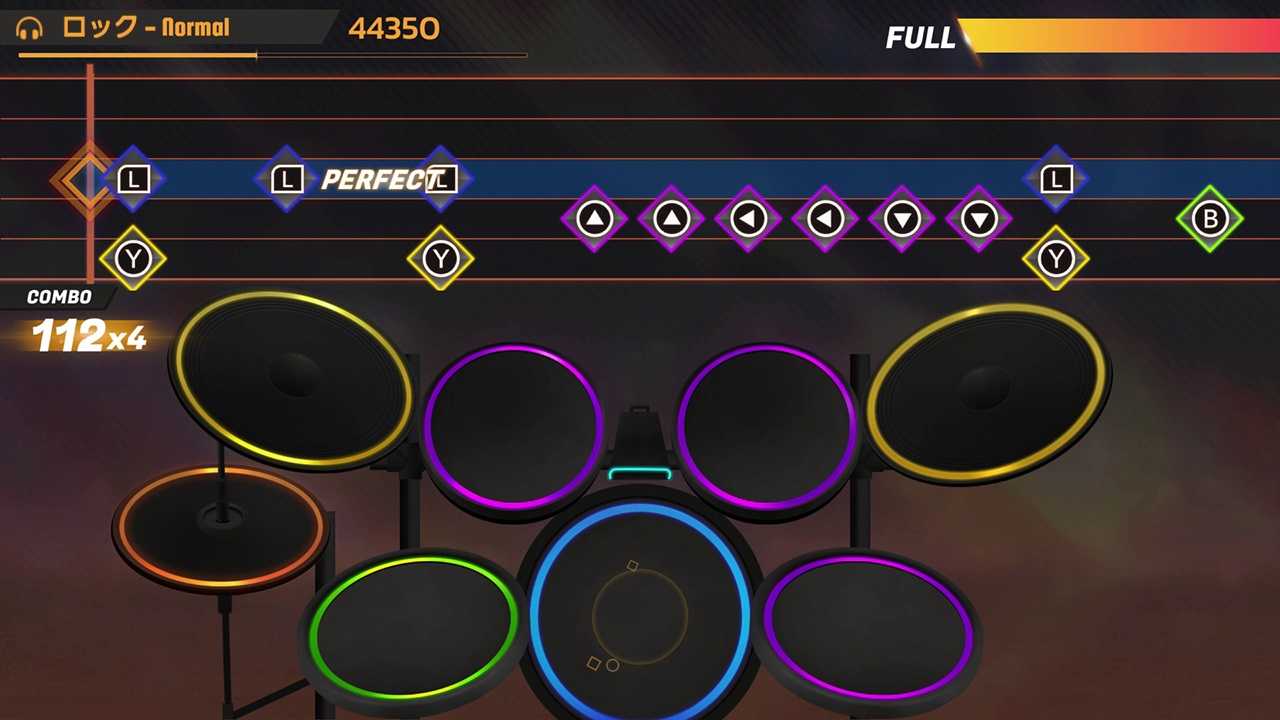 ロック - Normal
44350
FULL
L L PERFECT L L
B
Y Y Y
COMBO
112x4